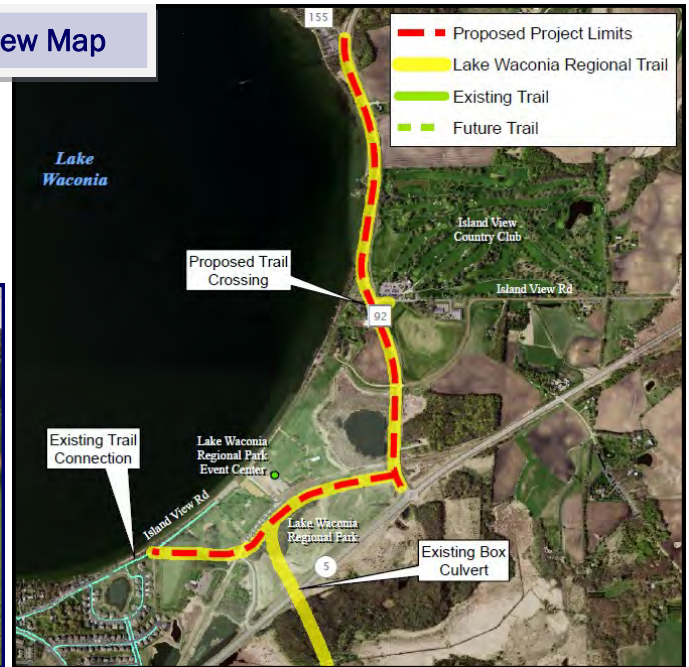 ew Map
155
Proposed Project Limits
Lake Waconia Regional Trail
Existing Trail
Future Trail
Lake
Waconia
Island View
Country Club
Proposed Trail
Crossing
Island View Rd
92
Existing Trail
Connection
Lake Waconia
Regional Park
Event Center
Island View Rd
Lake Waconia
Regional Park
Existing Box
Culvert
5